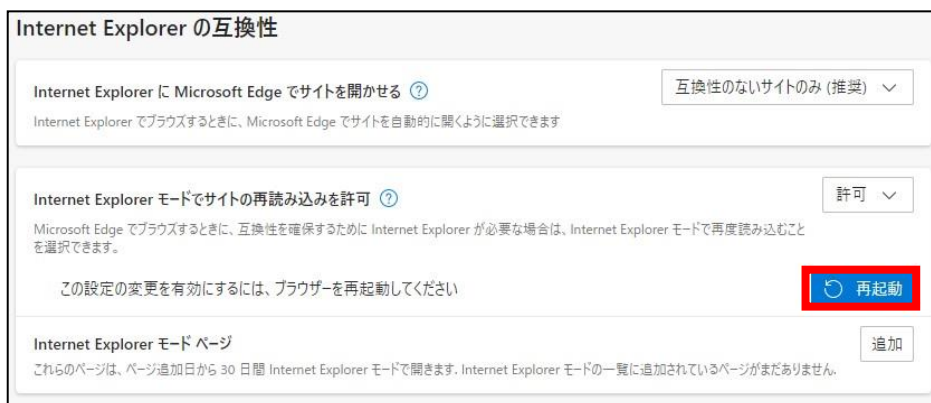 Internet Explorer の互換性
Internet Explorer に Microsoft Edge でサイトを開かせる ?
互換性のないサイトのみ (推奨)
Internet Explorer でブラウズするときに、Microsoft Edge でサイトを自動的に開くように選択できます
Internet Explorer モードでサイトの再読み込みを許可 ?
許可
Microsoft Edge でブラウズするときに、互換性を確保するために Internet Explorer が必要な場合は、Internet Explorer モードで再度読み込むこと
を選択できます。
この設定の変更を有効にするには、ブラウザーを再起動してください
再起動
Internet Explorer モード ページ
追加
これらのページは、ページ追加日から 30 日間 Internet Explorer モードで開きます. Internet Explorer モードの一覧に追加されているページがまだありません.